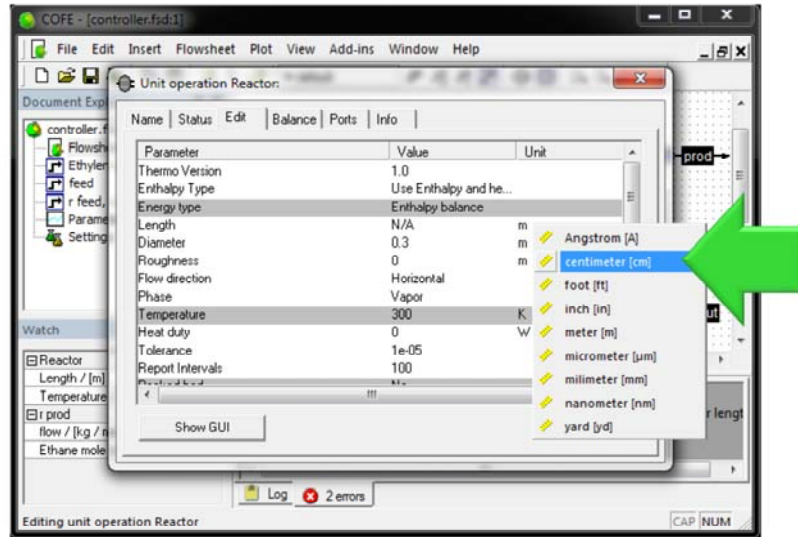 COFE - [controller.fsd:1]
File Edit Insert Flowsheet Plot View Add-ins Window Help
Unit operation Reactor:
Document Expl
Name Status Edit Balance Ports Info
controller.f
Flowsh
Ethylen
feed
r feed,
Parame
Setting
Parameter Value Unit
Thermo Version 1.0
Enthalpy Type Use Enthalpy and he...
Energy type Enthalpy balance
Length N/A m
Diameter 0.3 m
Roughness 0 m
Flow direction Horizontal
Phase Vapor
Temperature 300 K
Heat duty 0 W
Tolerance 1e-05
Report Intervals 100
Show GUI
Angstrom [A]
centimeter [cm]
foot [ft]
inch [in]
meter [m]
micrometer [µm]
milimeter [mm]
nanometer [nm]
yard [yd]
prod
ut
r lengt
Watch
Reactor
Length / [m]
Temperature
r prod
flow / [kg / 
Ethane mole
Log 2 errors
Editing unit operation Reactor CAP NUM